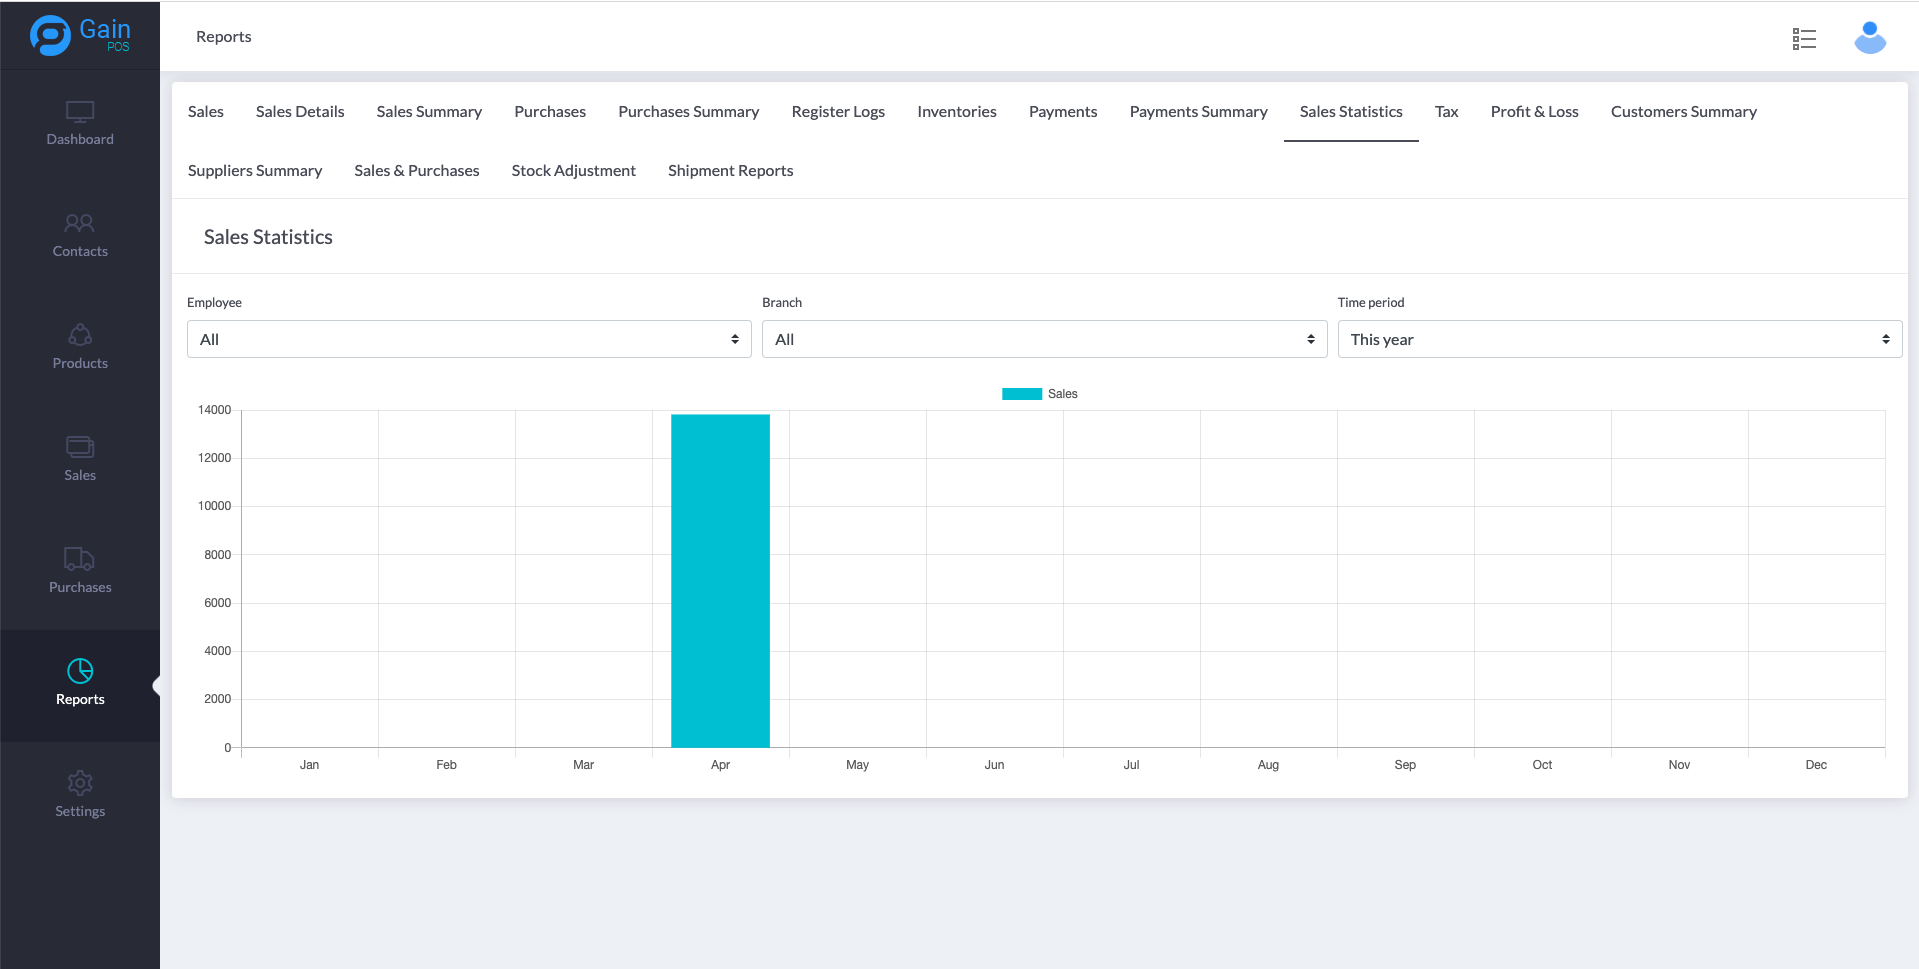 Gain
POS
Reports
Dashboard
Contacts
Products
Sales
Purchases
Reports
Settings
Sales Sales Details Sales Summary Purchases Purchases Summary Register Logs Inventories Payments Payments Summary Sales Statistics Tax Profit & Loss Customers Summary
Suppliers Summary Sales & Purchases Stock Adjustment Shipment Reports
Sales Statistics
Employee Branch Time period
All All This year
Sales
14000
12000
10000
8000
6000
4000
2000
0
Jan Feb Mar Apr May Jun Jul Aug Sep Oct Nov Dec